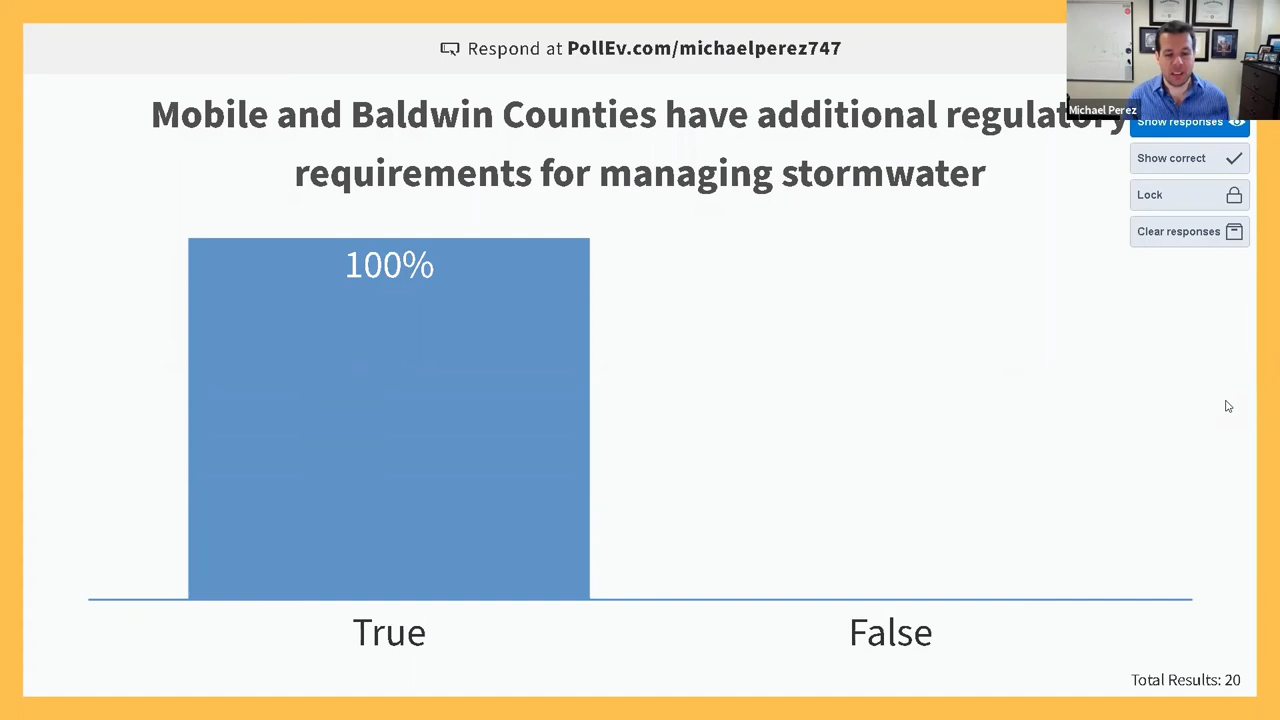 Respond at PollEv.com/michaelperez747
Mobile and Baldwin Counties have additional regulatory
requirements for managing stormwater
Michael Perez
Show responses
Show correct
Lock
Clear responses
100%
True
False
Total Results: 20